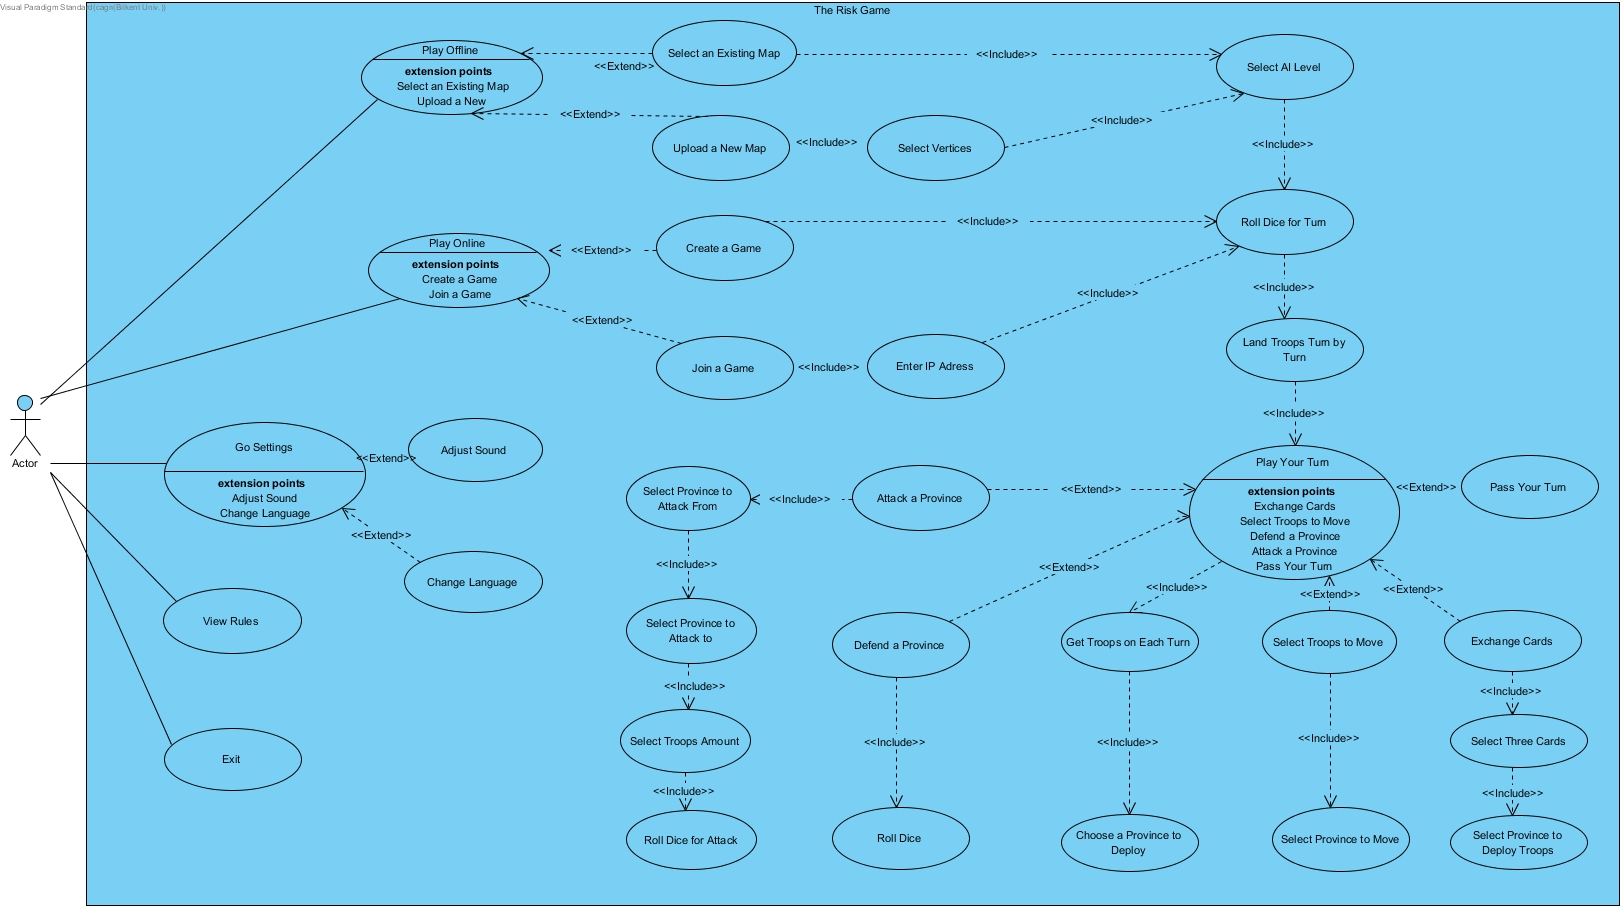 Visual Paradigm Standard(cagri(Bilkent Univ.))
The Risk Game
Play Offline
extension points
Select an Existing Map
Upload a New
<<Extend>>
Select an Existing Map
<<Include>>
Select AI Level
<<Extend>>
Upload a New Map
<<Include>>
Select Vertices
<<Include>>
<<Include>>
Play Online
extension points
Create a Game
Join a Game
<<Extend>>
Create a Game
<<Include>>
Roll Dice for Turn
<<Extend>>
Join a Game
<<Include>>
Enter IP Adress
<<Include>>
<<Include>>
Land Troops Turn by
Turn
<<Include>>
Actor
Go Settings
extension points
Adjust Sound
Change Language
<<Extend>>
Adjust Sound
<<Extend>>
Change Language
View Rules
Exit
Select Province to
Attack From
<<Include>>
Attack a Province
<<Extend>>
Play Your Turn
extension points
Exchange Cards
Select Troops to Move
Defend a Province
Attack a Province
Pass Your Turn
<<Extend>>
Pass Your Turn
<<Include>>
<<Extend>>
<<Include>>
<<Extend>>
<<Extend>>
Select Province to
Attack to
Defend a Province
Get Troops on Each Turn
Select Troops to Move
Exchange Cards
<<Include>>
<<Include>>
Select Troops Amount
<<Include>>
<<Include>>
<<Include>>
Select Three Cards
<<Include>>
<<Include>>
Roll Dice for Attack
Roll Dice
Choose a Province to
Deploy
Select Province to Move
Select Province to
Deploy Troops